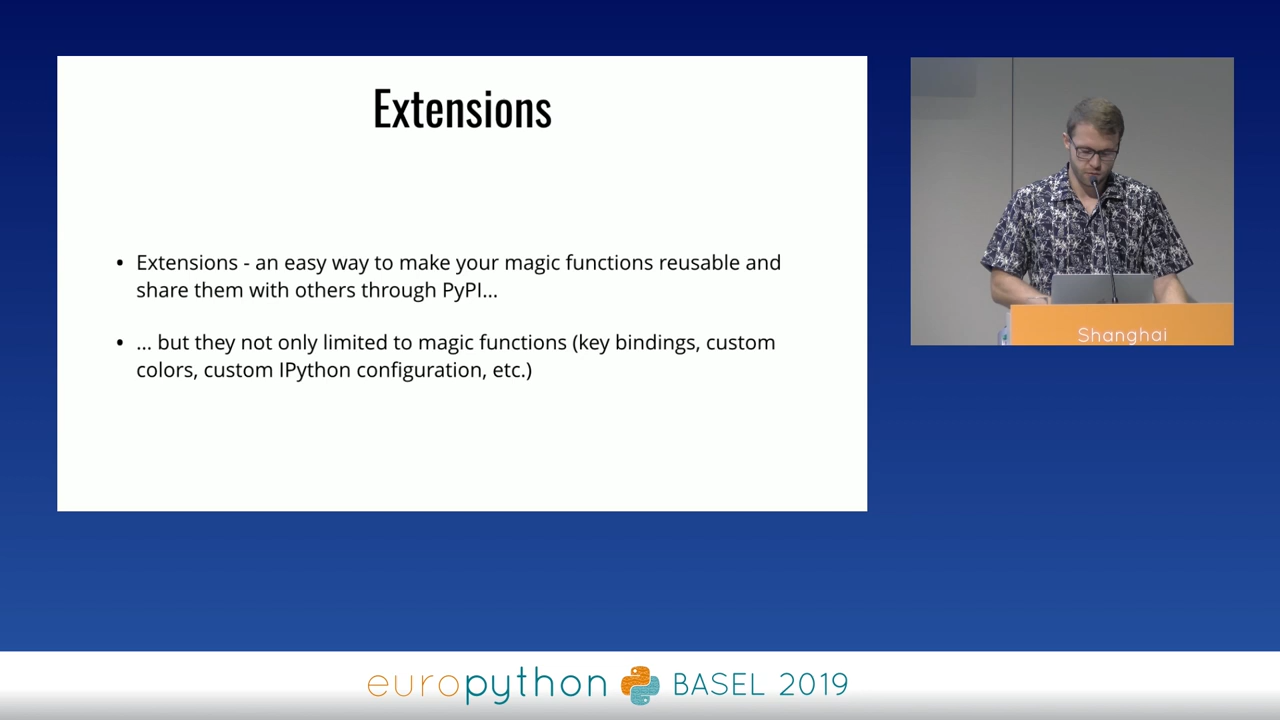 Extensions
• Extensions - an easy way to make your magic functions reusable and
share them with others through PyPI...
• ... but they not only limited to magic functions (key bindings, custom
colors, custom IPython configuration, etc.)
Shanghai
europython BASEL 2019